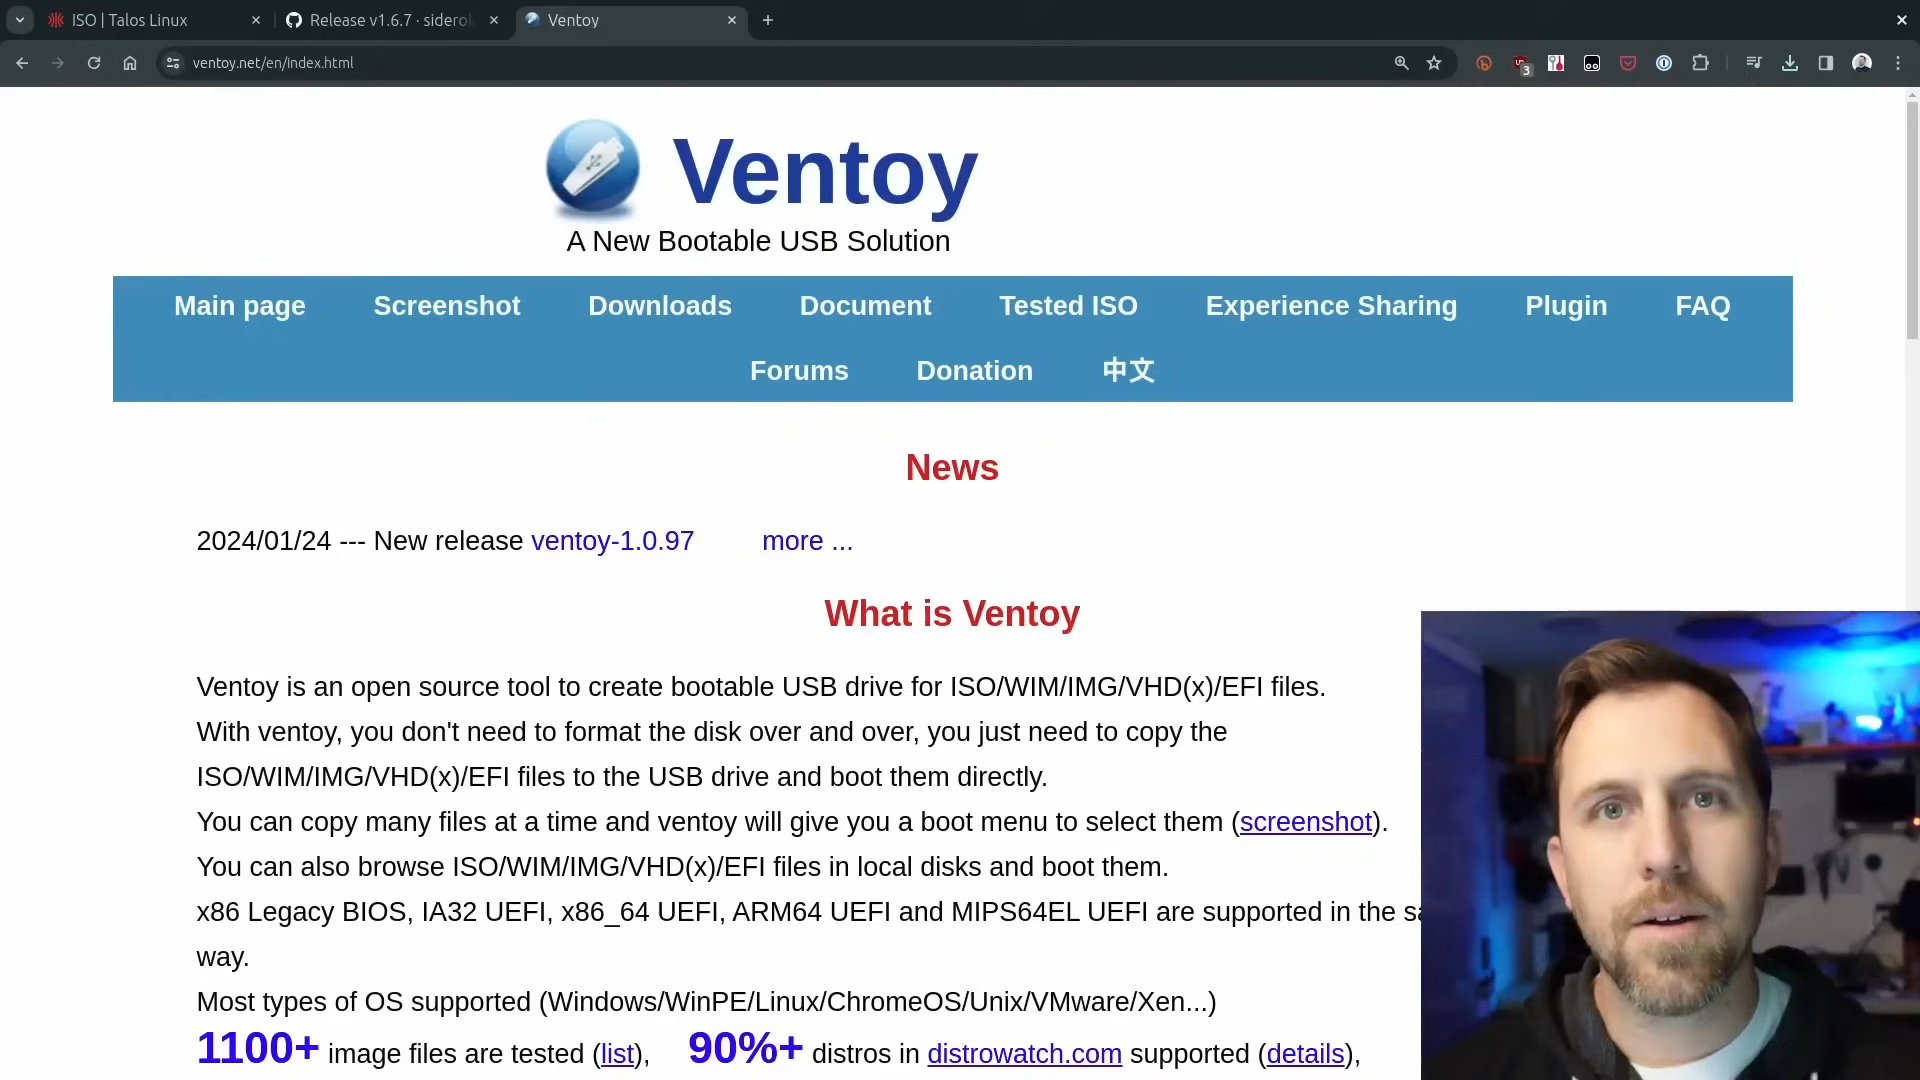 ISO | Talos Linux
Release v1.6.7 · siderol
Ventoy
ventoy.net/en/index.html
3
Ventoy
A New Bootable USB Solution
Main page Screenshot Downloads Document Tested ISO Experience Sharing Plugin FAQ
Forums Donation 中文
News
2024/01/24 --- New release ventoy-1.0.97 more ...
What is Ventoy
Ventoy is an open source tool to create bootable USB drive for ISO/WIM/IMG/VHD(x)/EFI files.
With ventoy, you don't need to format the disk over and over, you just need to copy the
ISO/WIM/IMG/VHD(x)/EFI files to the USB drive and boot them directly.
You can copy many files at a time and ventoy will give you a boot menu to select them (screenshot).
You can also browse ISO/WIM/IMG/VHD(x)/EFI files in local disks and boot them.
x86 Legacy BIOS, IA32 UEFI, x86_64 UEFI, ARM64 UEFI and MIPS64EL UEFI are supported in the
way.
Most types of OS supported (Windows/WinPE/Linux/ChromeOS/Unix/VMware/Xen...)
1100+ image files are tested (list), 90%+ distros in distrowatch.com supported (details),